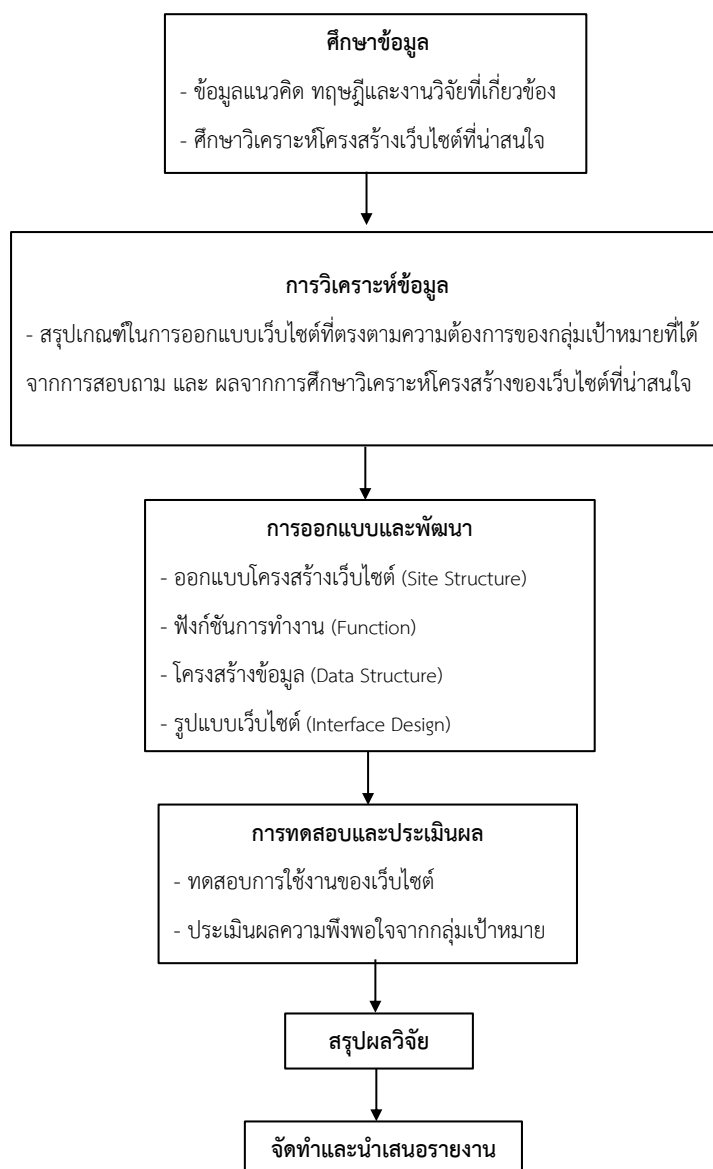 ศึกษาข้อมูล
- ข้อมูลแนวคิด ทฤษฎีและงานวิจัยที่เกี่ยวข้อง
- ศึกษาวิเคราะห์โครงสร้างเว็บไซต์ที่น่าสนใจ
การวิเคราะห์ข้อมูล
- สรุปเกณฑ์ในการออกแบบเว็บไซต์ที่ตรงตามความต้องการของกลุ่มเป้าหมายที่ได้
จากการสอบถาม และ ผลจากการศึกษาวิเคราะห์โครงสร้างของเว็บไซต์ที่น่าสนใจ
การออกแบบและพัฒนา
- ออกแบบโครงสร้างเว็บไซต์ (Site Structure)
- ฟังก์ชันการทำงาน (Function)
- โครงสร้างข้อมูล (Data Structure)
- รูปแบบเว็บไซต์ (Interface Design)
การทดสอบและประเมินผล
- ทดสอบการใช้งานของเว็บไซต์
- ประเมินผลความพึงพอใจจากกลุ่มเป้าหมาย
สรุปผลวิจัย
จัดทำและนำเสนอรายงาน